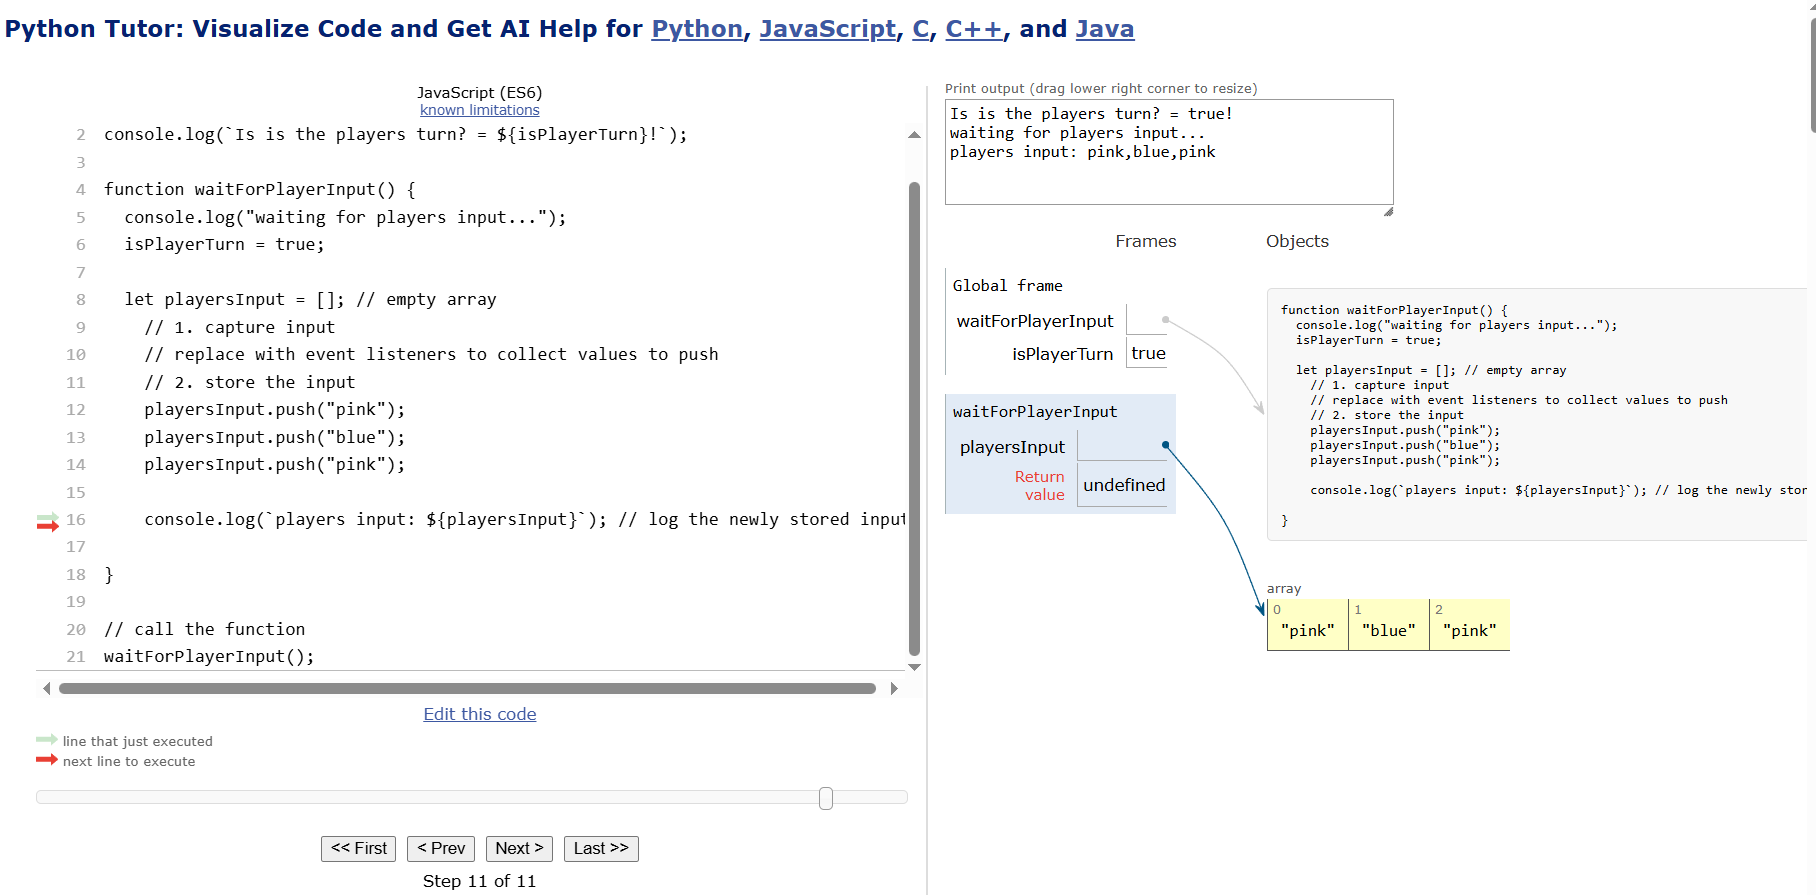 Python Tutor: Visualize Code and Get AI Help for Python, JavaScript, C, C++, and Java
JavaScript (ES6)
known limitations
2 console.log(`Is is the players turn? = ${isPlayerTurn}!`);
3
4 function waitForPlayerInput() {
5 console.log("waiting for players input...");
6 isPlayerTurn = true;
7
8 let playersInput = []; // empty array
9 // 1. capture input
10 // replace with event listeners to collect values to push
11 // 2. store the input
12 playersInput.push("pink");
13 playersInput.push("blue");
14 playersInput.push("pink");
15
16 console.log(`players input: ${playersInput}`); // log the newly stored input
17
18 }
19
20 // call the function
21 waitForPlayerInput();
Edit this code
line that just executed
next line to execute
<< First < Prev Next > Last >>
Step 11 of 11
Print output (drag lower right corner to resize)
Is is the players turn? = true!
waiting for players input...
players input: pink,blue,pink
Frames Objects
Global frame
waitForPlayerInput
isPlayerTurn true
waitForPlayerInput
playersInput
Return
value undefined
function waitForPlayerInput() {
console.log("waiting for players input...");
isPlayerTurn = true;
let playersInput = []; // empty array
// 1. capture input
// replace with event listeners to collect values to push
// 2. store the input
playersInput.push("pink");
playersInput.push("blue");
playersInput.push("pink");
console.log(`players input: ${playersInput}`); // log the newly stor
}
array
0 1 2
"pink" "blue" "pink"